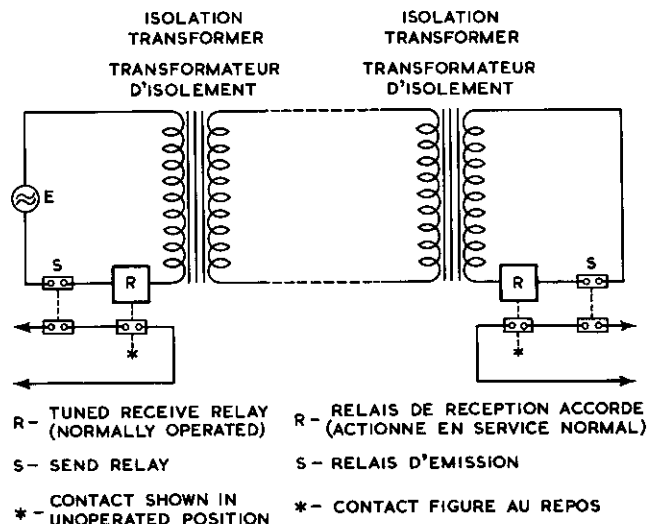 ISOLATION
TRANSFORMER
TRANSFORMATEUR
D'ISOLEMENT
ISOLATION
TRANSFORMER
TRANSFORMATEUR
D'ISOLEMENT
E
S
R
*
R
S
*
R- TUNED RECEIVE RELAY
(NORMALLY OPERATED)
S- SEND RELAY
* - CONTACT SHOWN IN
UNOPERATED POSITION
R- RELAIS DE RECEPTION ACCORDE
(ACTIONNE EN SERVICE NORMAL)
S- RELAIS D'EMISSION
*- CONTACT FIGURE AU REPOS